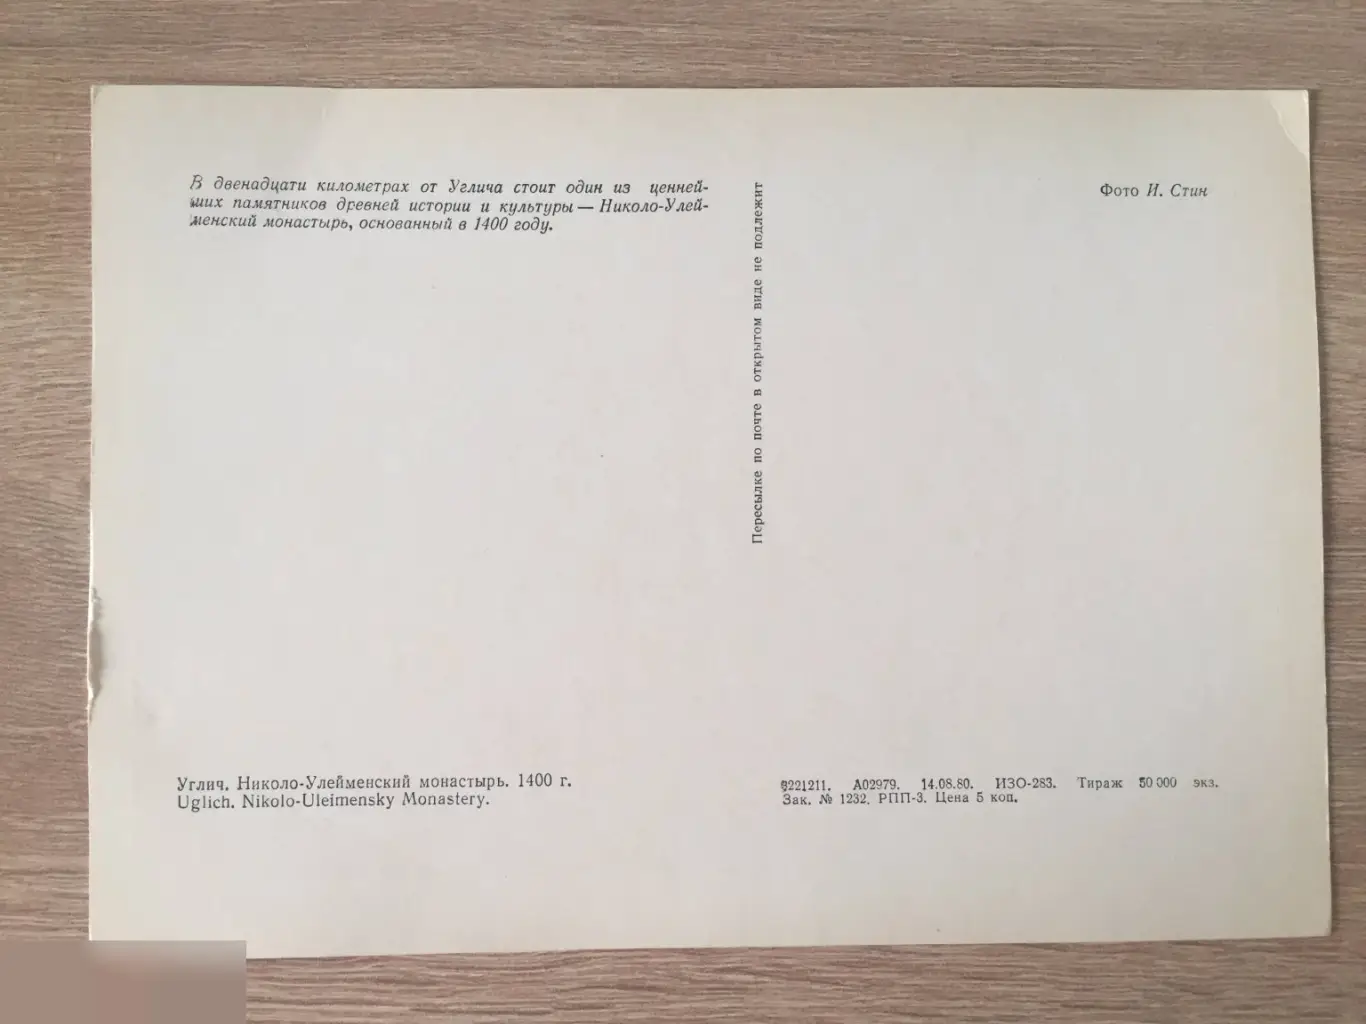 В двенадцати километрах от Углича стоит один из ценней-
ших памятников древней истории и культуры — Николо-Улей-
менский монастырь, основанный в 1400 году.
Фото И. Стин
Пересылке по почте в открытом виде не подлежит
Углич. Николо-Улейменский монастырь. 1400 г.
Uglich. Nikolo-Uleimensky Monastery.
§221211. А02979. 14.08.80. ИЗО-283. Тираж 50 000 экз.
Зак. № 1232. РПП-3. Цена 5 коп.